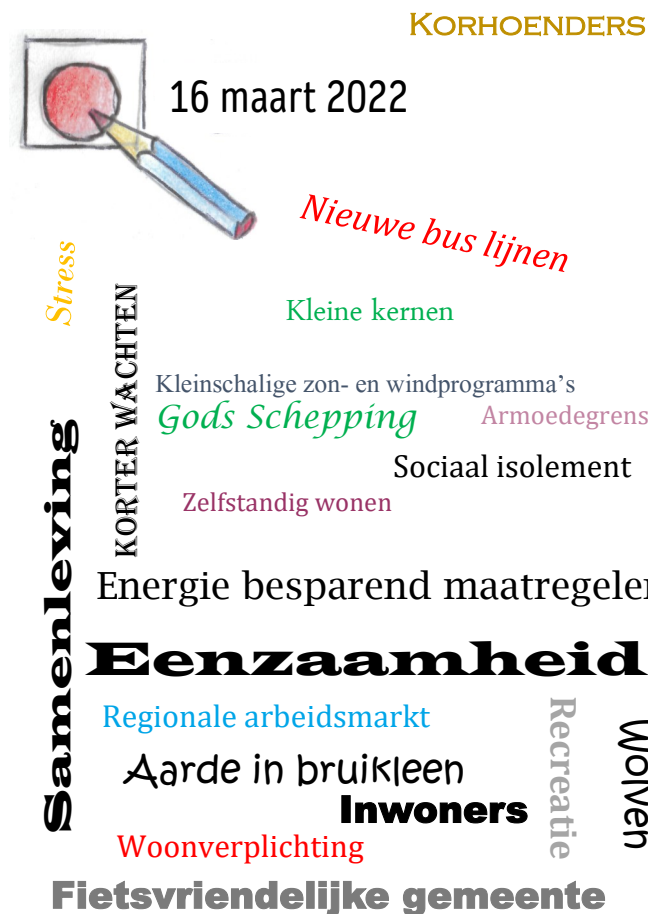 KORHOENDERS
16 maart 2022
Nieuwe bus lijnen
Stress
Kleine kernen
KORTER WACHTEN
Kleinschalige zon- en windprogramma's
Gods Schepping
Armoedegrens
Samenleving
Sociaal isolement
Zelfstandig wonen
Energie besparend maatregelen
Eenzaamheid
Regionale arbeidsmarkt
Recreatie
Wolven
Aarde in bruikleen
Inwoners
Woonverplichting
Fietsvriendelijke gemeente